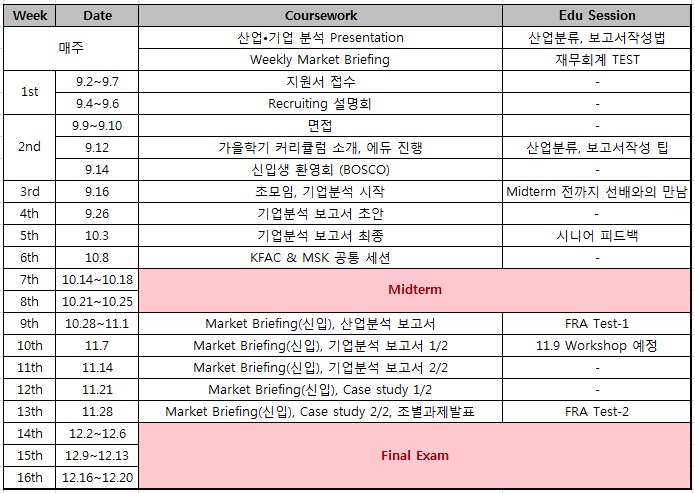 Week Date Coursework Edu Session
매주 산업•기업 분석 Presentation 산업분류, 보고서작성법
Weekly Market Briefing 재무회계 TEST
1st 9.2~9.7 지원서 접수 -
9.4~9.6 Recruiting 설명회 -
2nd 9.9~9.10 면접 -
9.12 가을학기 커리큘럼 소개, 에듀 진행 산업분류, 보고서작성 팁
9.14 신입생 환영회 (BOSCO)
3rd 9.16 조모임, 기업분석 시작 Midterm 전까지 선배와의 만남
4th 9.26 기업분석 보고서 초안 -
5th 10.3 기업분석 보고서 최종 시니어 피드백
6th 10.8 KFAC & MSK 공통 세션 -
7th 10.14~10.18 Midterm
8th 10.21~10.25
9th 10.28~11.1 Market Briefing(신입), 산업분석 보고서 FRA Test-1
10th 11.7 Market Briefing(신입), 기업분석 보고서 1/2 11.9 Workshop 예정
11th 11.14 Market Briefing(신입), 기업분석 보고서 2/2 -
12th 11.21 Market Briefing(신입), Case study 1/2 -
13th 11.28 Market Briefing(신입), Case study 2/2, 조별과제발표 FRA Test-2
14th 12.2~12.6 Final Exam
15th 12.9~12.13
16th 12.16~12.20